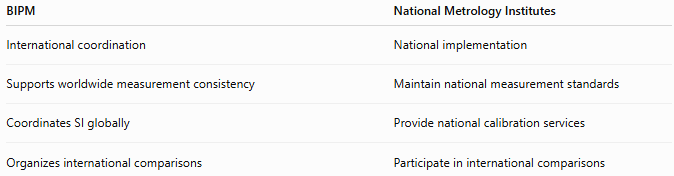 BIPM National Metrology Institutes
International coordination National implementation
Supports worldwide measurement consistency Maintain national measurement standards
Coordinates SI globally Provide national calibration services
Organizes international comparisons Participate in international comparisons